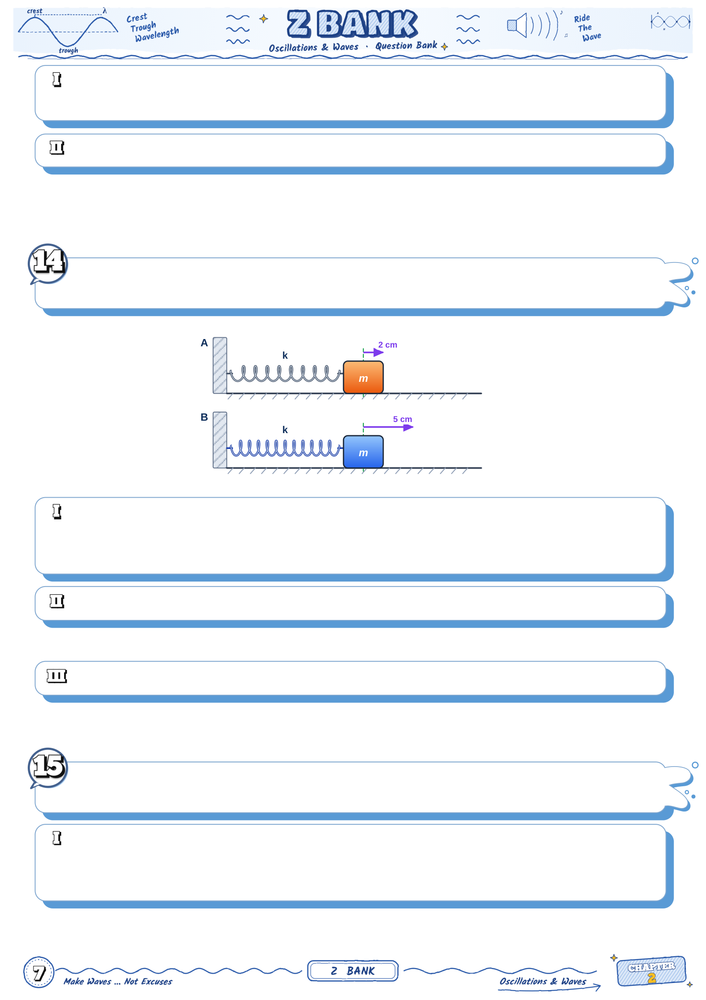 crest λ
trough
Crest
Trough
Wavelength
Z BANK
Oscillations & Waves · Question Bank
Ride
The
Wave
A
N
I
II
14
A
k
2 cm
m
B
k
5 cm
m
I
II
III
15
I
7
Make Waves ... Not Excuses
Z BANK
Oscillations & Waves
CHAPTER
2